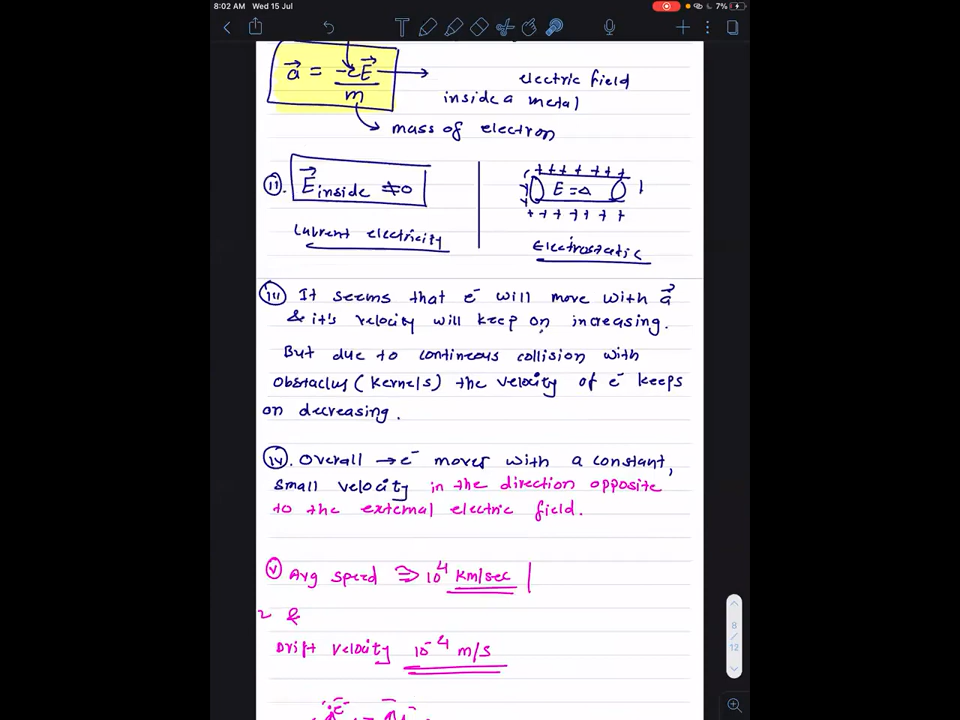 8:02 AM Wed 15 Jul
7%
a⃗ = -eE⃗ / m
electric field
inside a metal
mass of electron
ii. E⃗ inside ≠ 0
Current electricity
+ + + + + +
E = 0
+ + + + + +
Electrostatic
iii It seems that e⁻ will move with a⃗
& it's velocity will keep on increasing.
But due to continuous collision with
obstacles (kernels) the velocity of e⁻ keeps
on decreasing.
iv. Overall → e⁻ moves with a constant,
small velocity in the direction opposite
to the external electric field.
v Avg speed ⇒ 10⁴ km/sec
&
Drift velocity 10⁻⁴ m/s
8
12